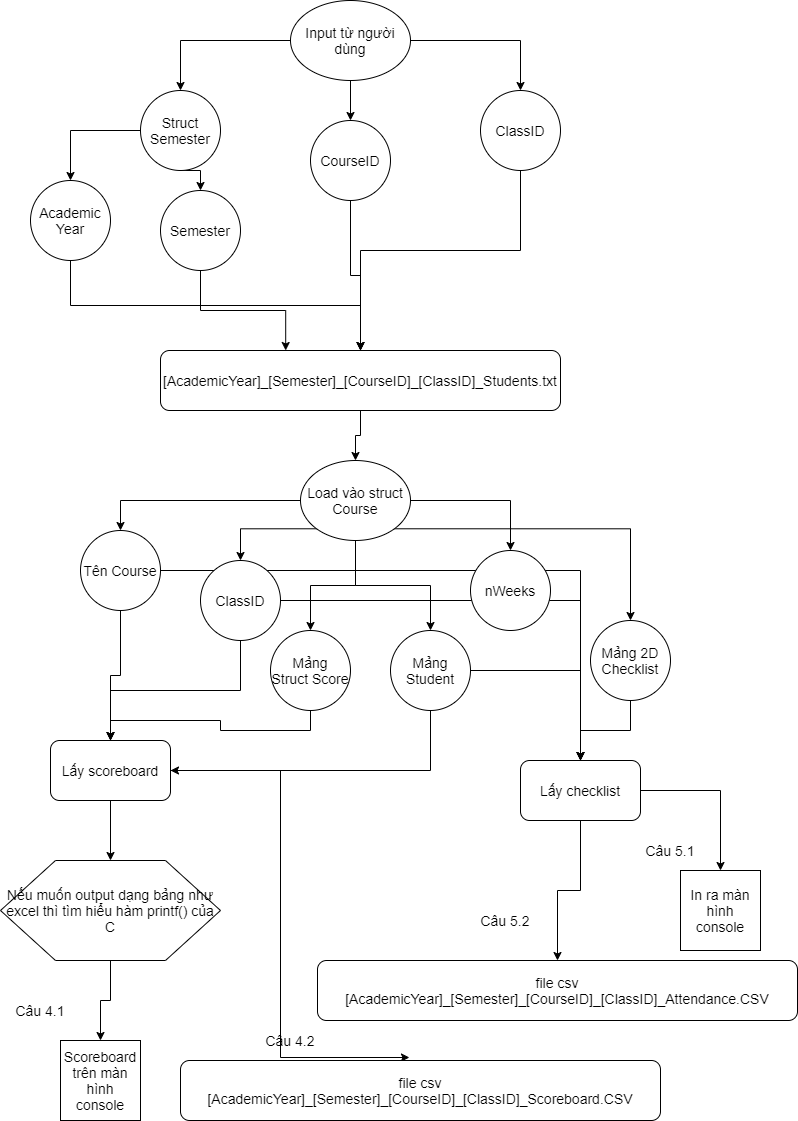 Input từ người
dùng
Struct
Semester
CourseID
ClassID
Academic
Year
Semester
[AcademicYear]_[Semester]_[CourseID]_[ClassID]_Students.txt
Load vào struct
Course
Tên Course
ClassID
nWeeks
Mảng
Struct Score
Mảng
Student
Mảng 2D
Checklist
Lấy scoreboard
Lấy checklist
Câu 5.1
Nếu muốn output dạng bảng như
excel thì tìm hiểu hàm printf() của
C
In ra màn
hình
console
Câu 5.2
file csv
[AcademicYear]_[Semester]_[CourseID]_[ClassID]_Attendance.CSV
Câu 4.1
Câu 4.2
Scoreboard
trên màn
hình
console
file csv
[AcademicYear]_[Semester]_[CourseID]_[ClassID]_Scoreboard.CSV